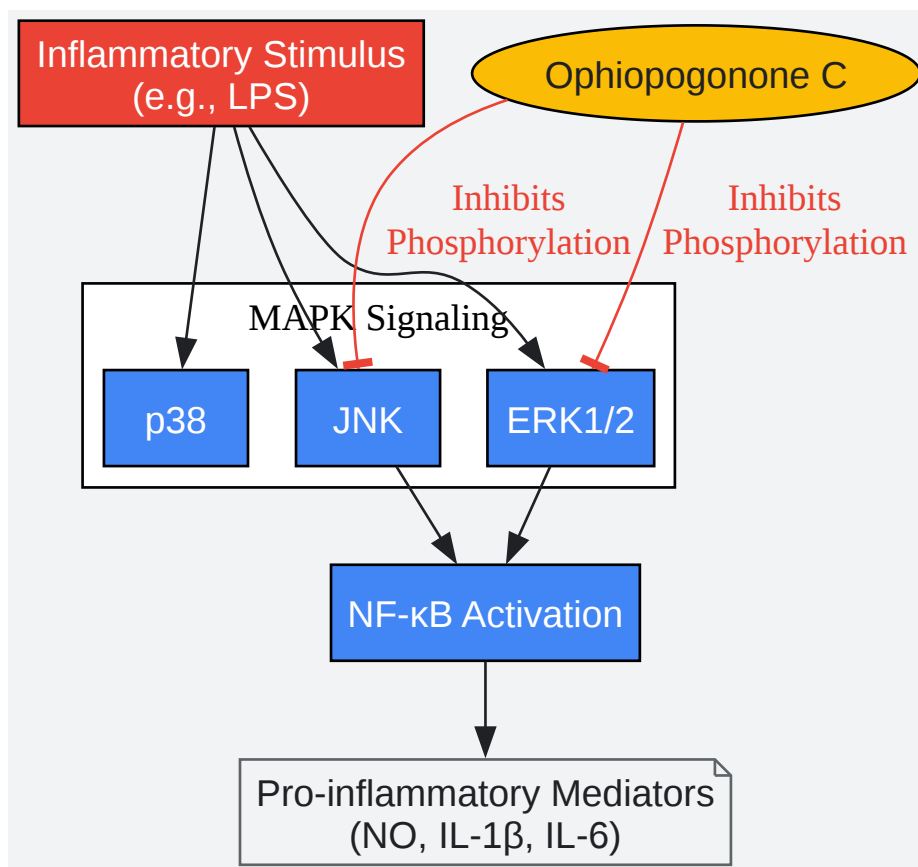 Inflammatory Stimulus
(e.g., LPS)
Ophiopogonone C
Inhibits
Phosphorylation
Inhibits
Phosphorylation
MAPK Signaling
p38
JNK
ERK1/2
NF-κB Activation
Pro-inflammatory Mediators
(NO, IL-1β, IL-6)